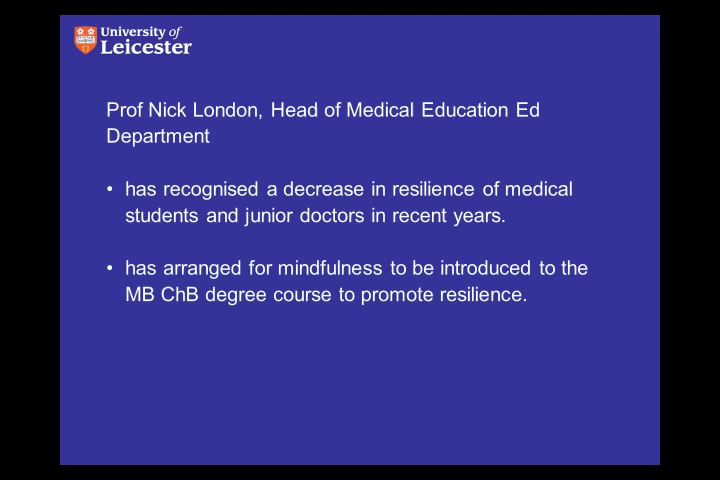 University of
Leicester
Prof Nick London, Head of Medical Education Ed
Department
• has recognised a decrease in resilience of medical
students and junior doctors in recent years.
• has arranged for mindfulness to be introduced to the
MB ChB degree course to promote resilience.